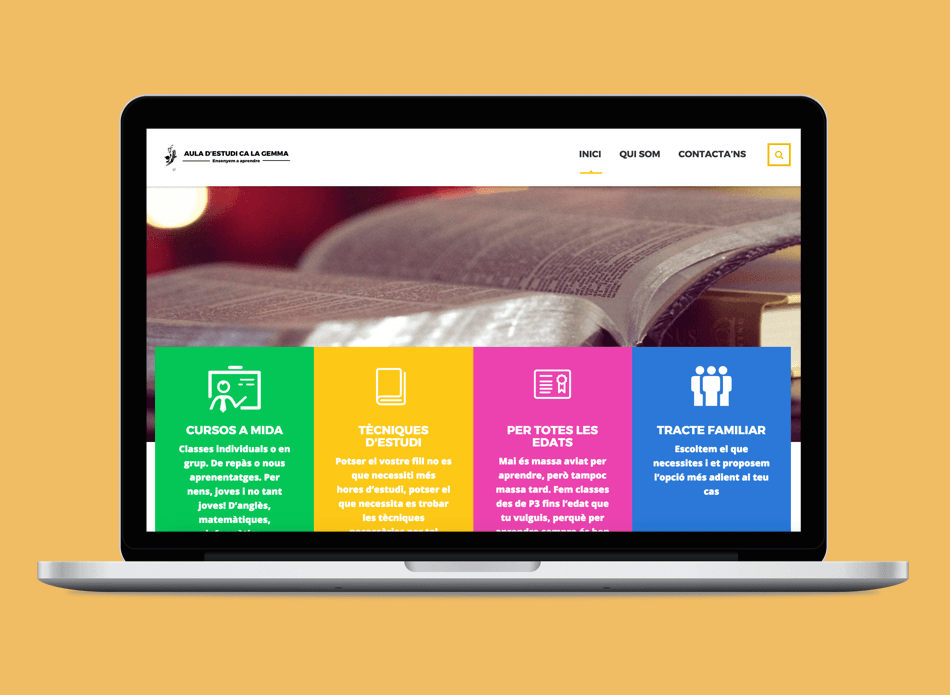 AULA D'ESTUDI CA LA GEMMA
Ensenyem a aprendre
INICI
QUI SOM
CONTACTA'NS
CURSOS A MIDA
Classes individuals o en
grup. De repàs o nous
aprenentatges. Per
nens, joves i no tant
joves! D'anglès,
matemàtiques,
TÈCNIQUES
D'ESTUDI
Potser el vostre fill no es
que necessiti més
hores d'estudi, potser el
que necessita es trobar
les tècniques
PER TOTES LES
EDATS
Mai és massa aviat per
aprendre, però tampoc
massa tard. Fem classes
des de P3 fins l'edat que
tu vulguis, perquè per
aprendre sempre és bon
TRACTE FAMILIAR
Escoltem el que
necessites i et proposem
l'opció més adient al teu
cas